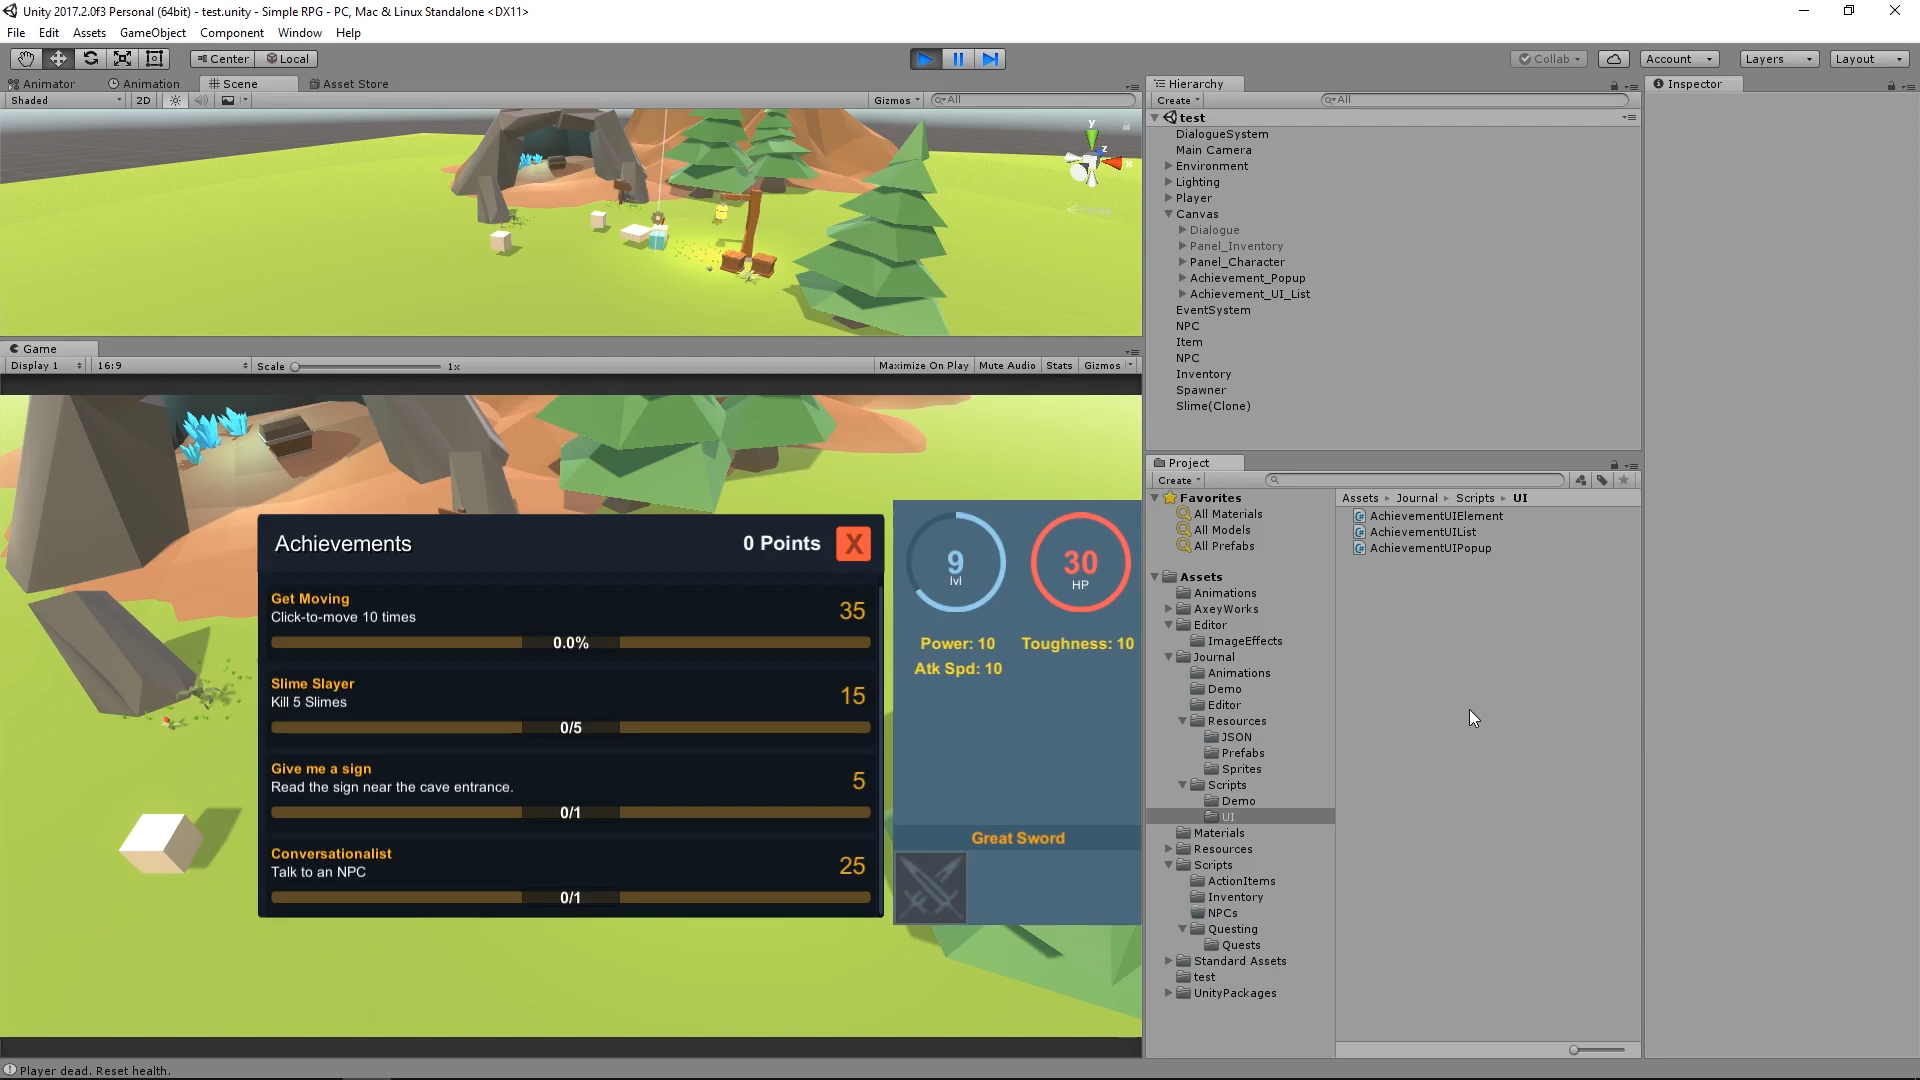 Unity 2017.2.0f3 Personal (64bit) - test.unity - Simple RPG - PC, Mac & Linux Standalone <DX11>
File Edit Assets GameObject Component Window Help
Center Local
Collab Account Layers Layout
Animator Animation Scene Asset Store
Shaded 2D Gizmos All
y
z
x
Game
Display 1 16:9 Scale 1x Maximize On Play Mute Audio Stats Gizmos
Achievements 0 Points X
Get Moving
Click-to-move 10 times 35
0.0%
Slime Slayer
Kill 5 Slimes 15
0/5
Give me a sign
Read the sign near the cave entrance. 5
0/1
Conversationalist
Talk to an NPC 25
0/1
9
lvl
30
HP
Power: 10 Toughness: 10
Atk Spd: 10
Great Sword
Hierarchy
Create All
test
DialogueSystem
Main Camera
Environment
Lighting
Player
Canvas
Dialogue
Panel_Inventory
Panel_Character
Achievement_Popup
Achievement_UI_List
EventSystem
NPC
Item
NPC
Inventory
Spawner
Slime(Clone)
Project
Create
Favorites
All Materials
All Models
All Prefabs
Assets
Animations
AxeyWorks
Editor
ImageEffects
Journal
Animations
Demo
Editor
Resources
JSON
Prefabs
Sprites
Scripts
Demo
UI
Materials
Resources
Scripts
ActionItems
Inventory
NPCs
Questing
Quests
Standard Assets
test
UnityPackages
Assets Journal Scripts UI
AchievementUIElement
AchievementUIList
AchievementUIPopup
Inspector
Player dead. Reset health.